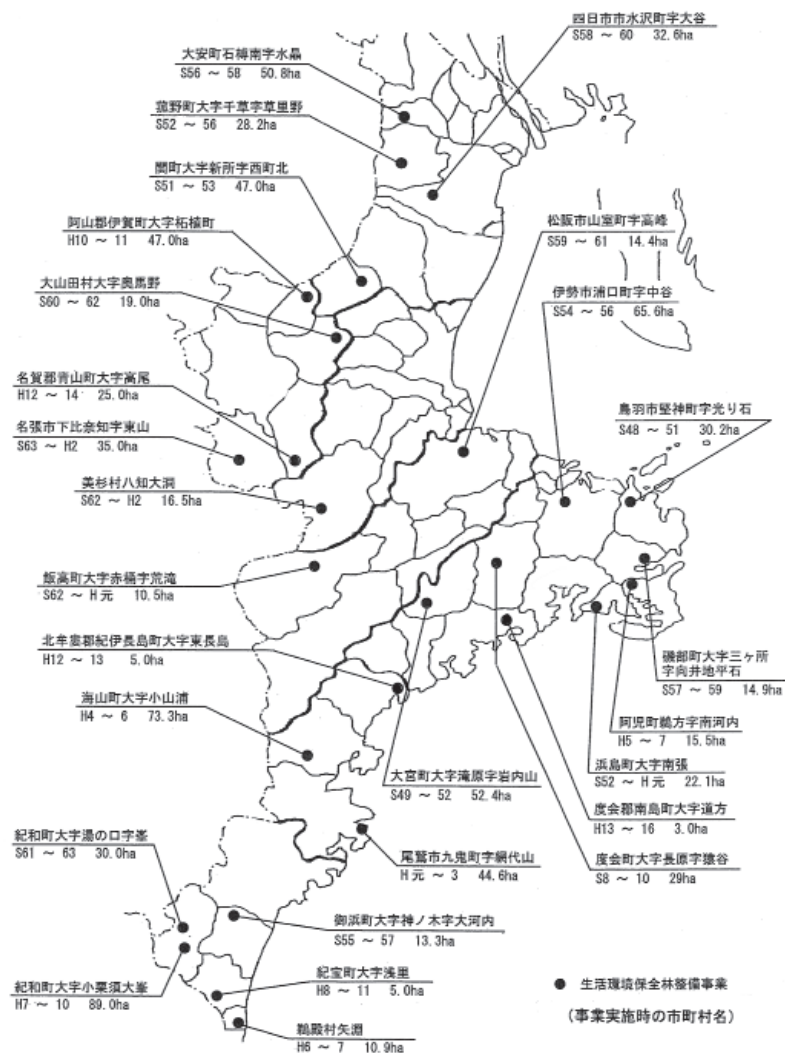 四日市市水沢町字大谷
S58 ～ 60 32.6ha
大安町石榑南字水晶
S56 ～ 58 50.8ha
菰野町大字千草字草里野
S52 ～ 56 28.2ha
関町大字新所字西町北
S51 ～ 53 47.0ha
阿山郡伊賀町大字柘植町
H10 ～ 11 47.0ha
松阪市山室町字高峰
S59 ～ 61 14.4ha
大山田村大字奥馬野
S60 ～ 62 19.0ha
伊勢市浦口町字中谷
S54 ～ 56 65.6ha
名賀郡青山町大字高尾
H12 ～ 14 25.0ha
鳥羽市堅神町字光り石
S48 ～ 51 30.2ha
名張市下比奈知字東山
S63 ～ H2 35.0ha
美杉村八知大洞
S62 ～ H2 16.5ha
飯高町大字赤桶字荒滝
S62 ～ H元 10.5ha
北牟婁郡紀伊長島町大字東長島
H12 ～ 13 5.0ha
磯部町大字三ヶ所
字向井地平石
S57 ～ 59 14.9ha
海山町大字小山浦
H4 ～ 6 73.3ha
阿児町鵜方字南河内
H5 ～ 7 15.5ha
大宮町大字滝原字岩内山
S49 ～ 52 52.4ha
浜島町大字南張
S52 ～ H元 22.1ha
度会郡南島町大字道方
H13 ～ 16 3.0ha
紀和町大字湯の口字峯
S61 ～ 63 30.0ha
尾鷲市九鬼町字網代山
H元 ～ 3 44.6ha
度会町大字長原字猿谷
S8 ～ 10 29ha
御浜町大字神ノ木字大河内
S55 ～ 57 13.3ha
紀和町大字小栗須大峯
H7 ～ 10 89.0ha
紀宝町大字浅里
H8 ～ 11 5.0ha
● 生活環境保全林整備事業
（事業実施時の市町村名）
鵜殿村矢淵
H6 ～ 7 10.9ha